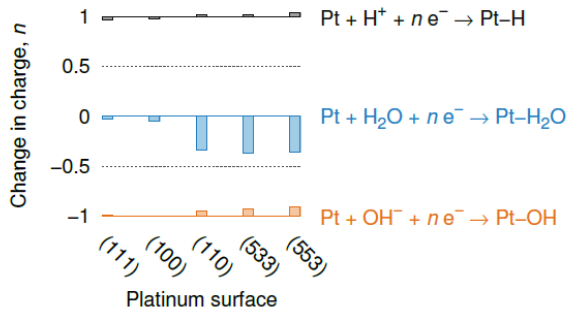 Change in charge, n
1
0.5
0
−0.5
−1
Pt + H⁺ + n e⁻ → Pt–H
Pt + H₂O + n e⁻ → Pt–H₂O
Pt + OH⁻ + n e⁻ → Pt–OH
(111)
(100)
(110)
(533)
(553)
Platinum surface